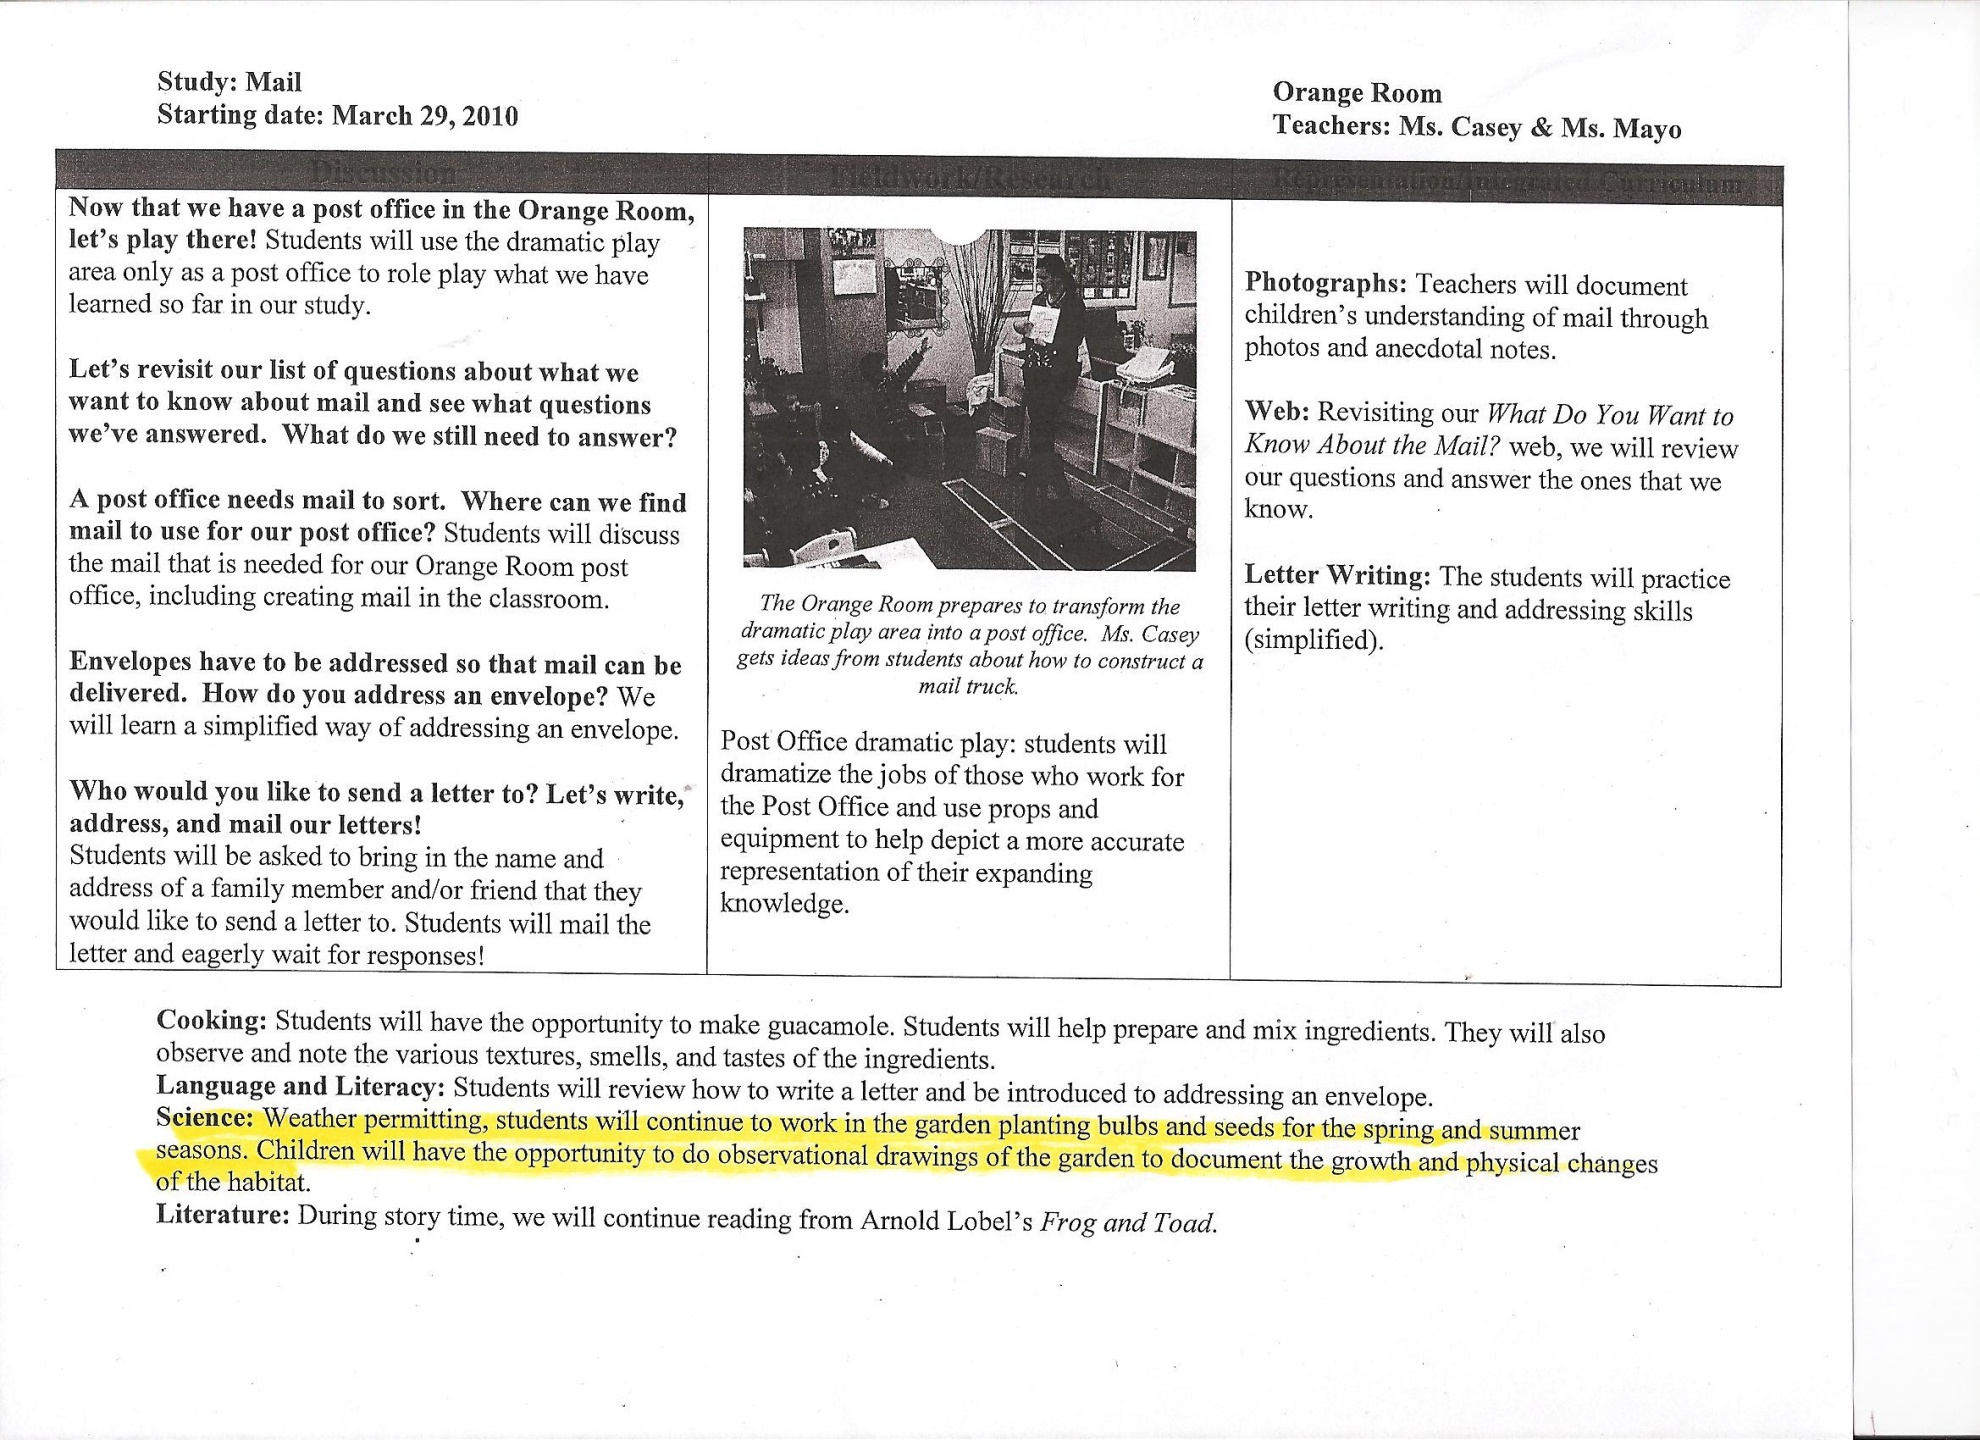 Study: Mail
Starting date: March 29, 2010
Orange Room
Teachers: Ms. Casey & Ms. Mayo
Discussion
Now that we have a post office in the Orange Room,
let's play there! Students will use the dramatic play
area only as a post office to role play what we have
learned so far in our study.
Let's revisit our list of questions about what we
want to know about mail and see what questions
we've answered. What do we still need to answer?
A post office needs mail to sort. Where can we find
mail to use for our post office? Students will discuss
the mail that is needed for our Orange Room post
office, including creating mail in the classroom.
Envelopes have to be addressed so that mail can be
delivered. How do you address an envelope? We
will learn a simplified way of addressing an envelope.
Who would you like to send a letter to? Let's write,
address, and mail our letters!
Students will be asked to bring in the name and
address of a family member and/or friend that they
would like to send a letter to. Students will mail the
letter and eagerly wait for responses!
Fieldwork/Research
The Orange Room prepares to transform the
dramatic play area into a post office. Ms. Casey
gets ideas from students about how to construct a
mail truck.
Post Office dramatic play: students will
dramatize the jobs of those who work for
the Post Office and use props and
equipment to help depict a more accurate
representation of their expanding
knowledge.
Representation/Integrated Curriculum
Photographs: Teachers will document
children's understanding of mail through
photos and anecdotal notes.
Web: Revisiting our What Do You Want to
Know About the Mail? web, we will review
our questions and answer the ones that we
know.
Letter Writing: The students will practice
their letter writing and addressing skills
(simplified).
Cooking: Students will have the opportunity to make guacamole. Students will help prepare and mix ingredients. They will also
observe and note the various textures, smells, and tastes of the ingredients.
Language and Literacy: Students will review how to write a letter and be introduced to addressing an envelope.
Science: Weather permitting, students will continue to work in the garden planting bulbs and seeds for the spring and summer
seasons. Children will have the opportunity to do observational drawings of the garden to document the growth and physical changes
of the habitat.
Literature: During story time, we will continue reading from Arnold Lobel's Frog and Toad.